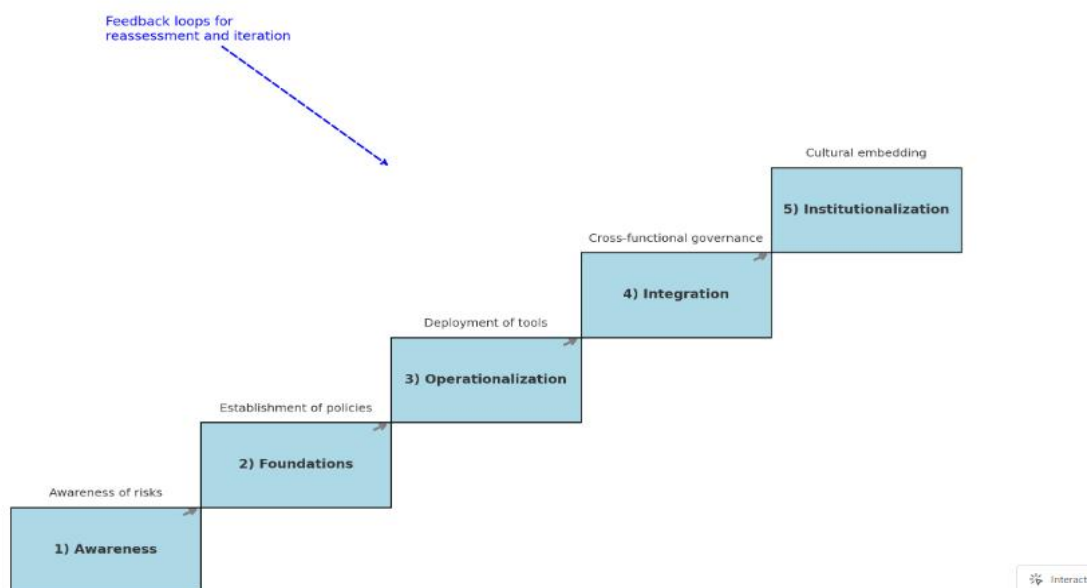 Feedback loops for
reassessment and iteration
Cultural embedding
5) Institutionalization
Cross-functional governance
4) Integration
Deployment of tools
3) Operationalization
Establishment of policies
2) Foundations
Awareness of risks
1) Awareness
Interact